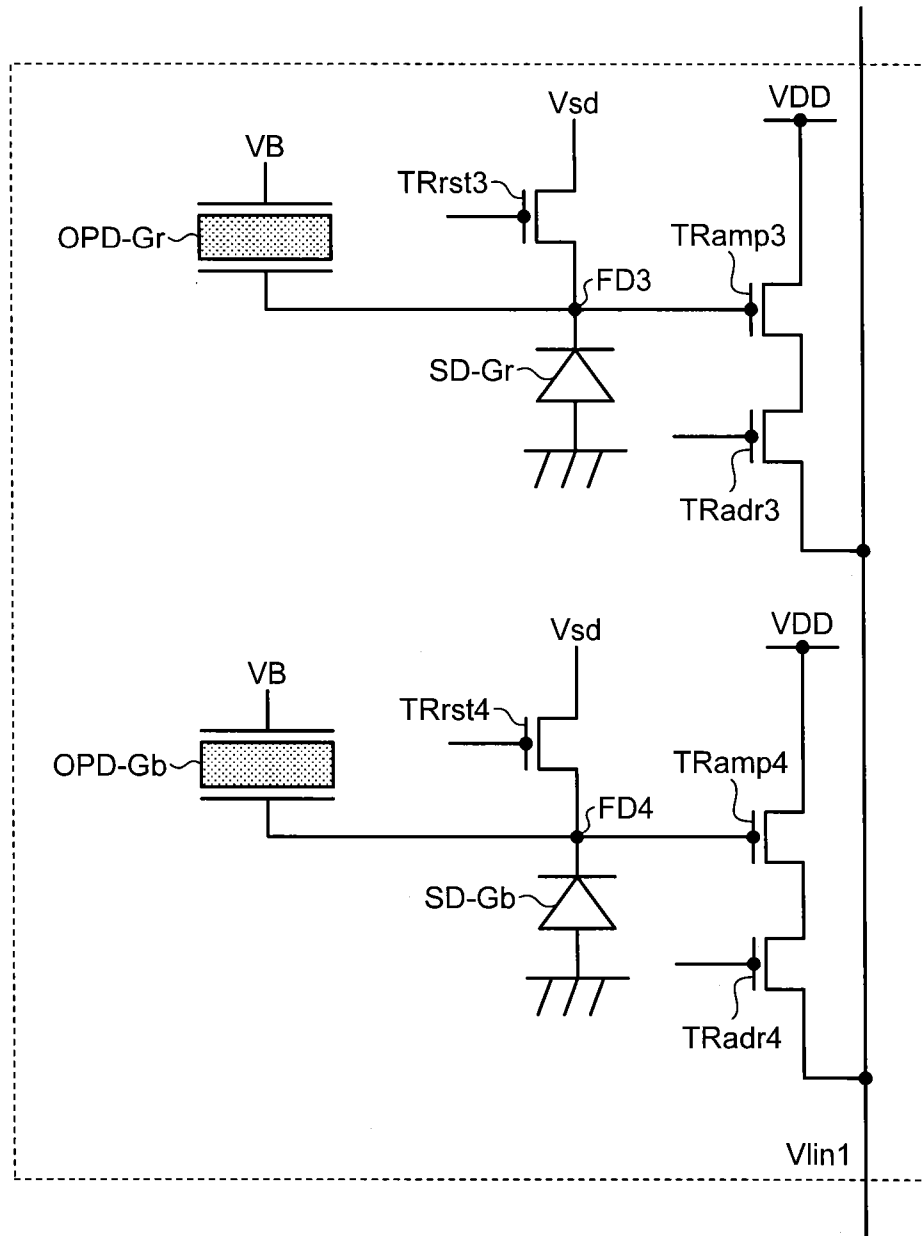 VDD
Vsd
VB
TRrst3
OPD-Gr
TRamp3
FD3
SD-Gr
TRadr3
VDD
Vsd
VB
TRrst4
OPD-Gb
TRamp4
FD4
SD-Gb
TRadr4
Vlin1